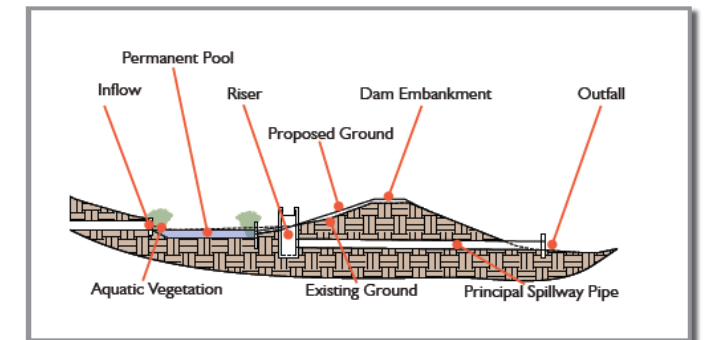 Permanent Pool
Inflow
Riser
Dam Embankment
Outfall
Proposed Ground
Aquatic Vegetation
Existing Ground
Principal Spillway Pipe